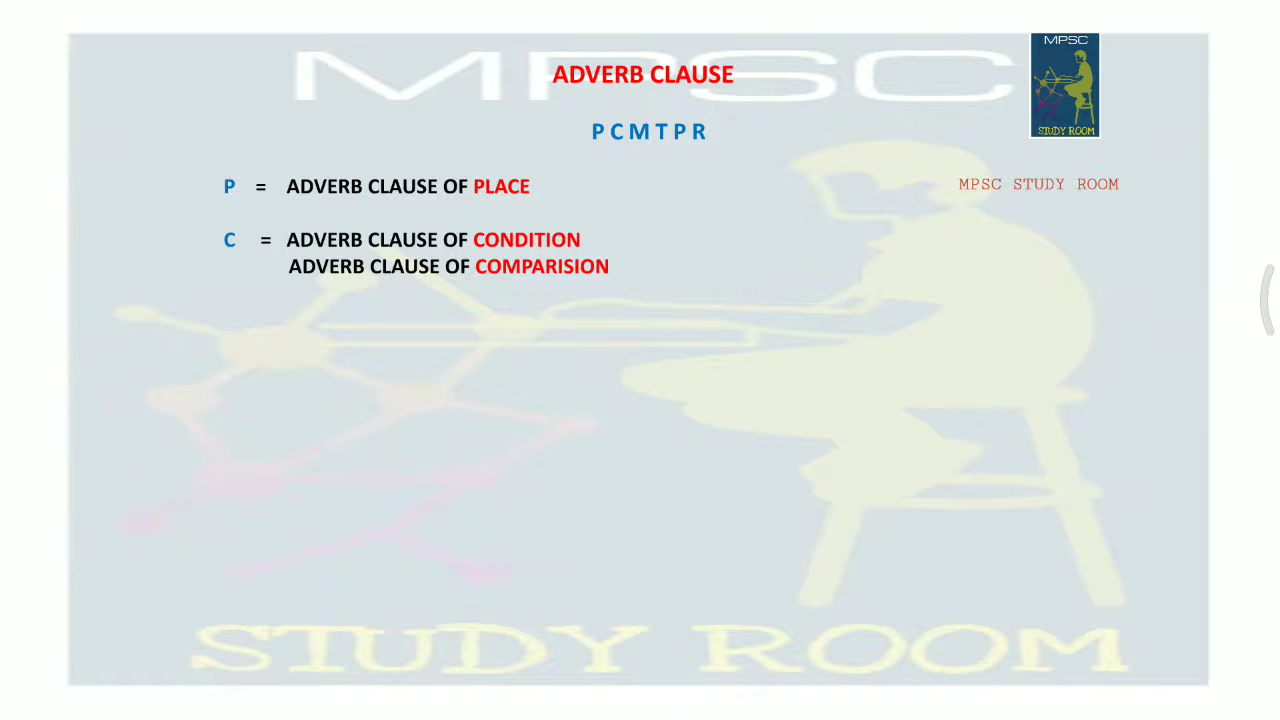 MPSC
ADVERB CLAUSE
MPSC
STUDY ROOM
P C M T P R
P = ADVERB CLAUSE OF PLACE
MPSC STUDY ROOM
C = ADVERB CLAUSE OF CONDITION
ADVERB CLAUSE OF COMPARISION
STUDY ROOM